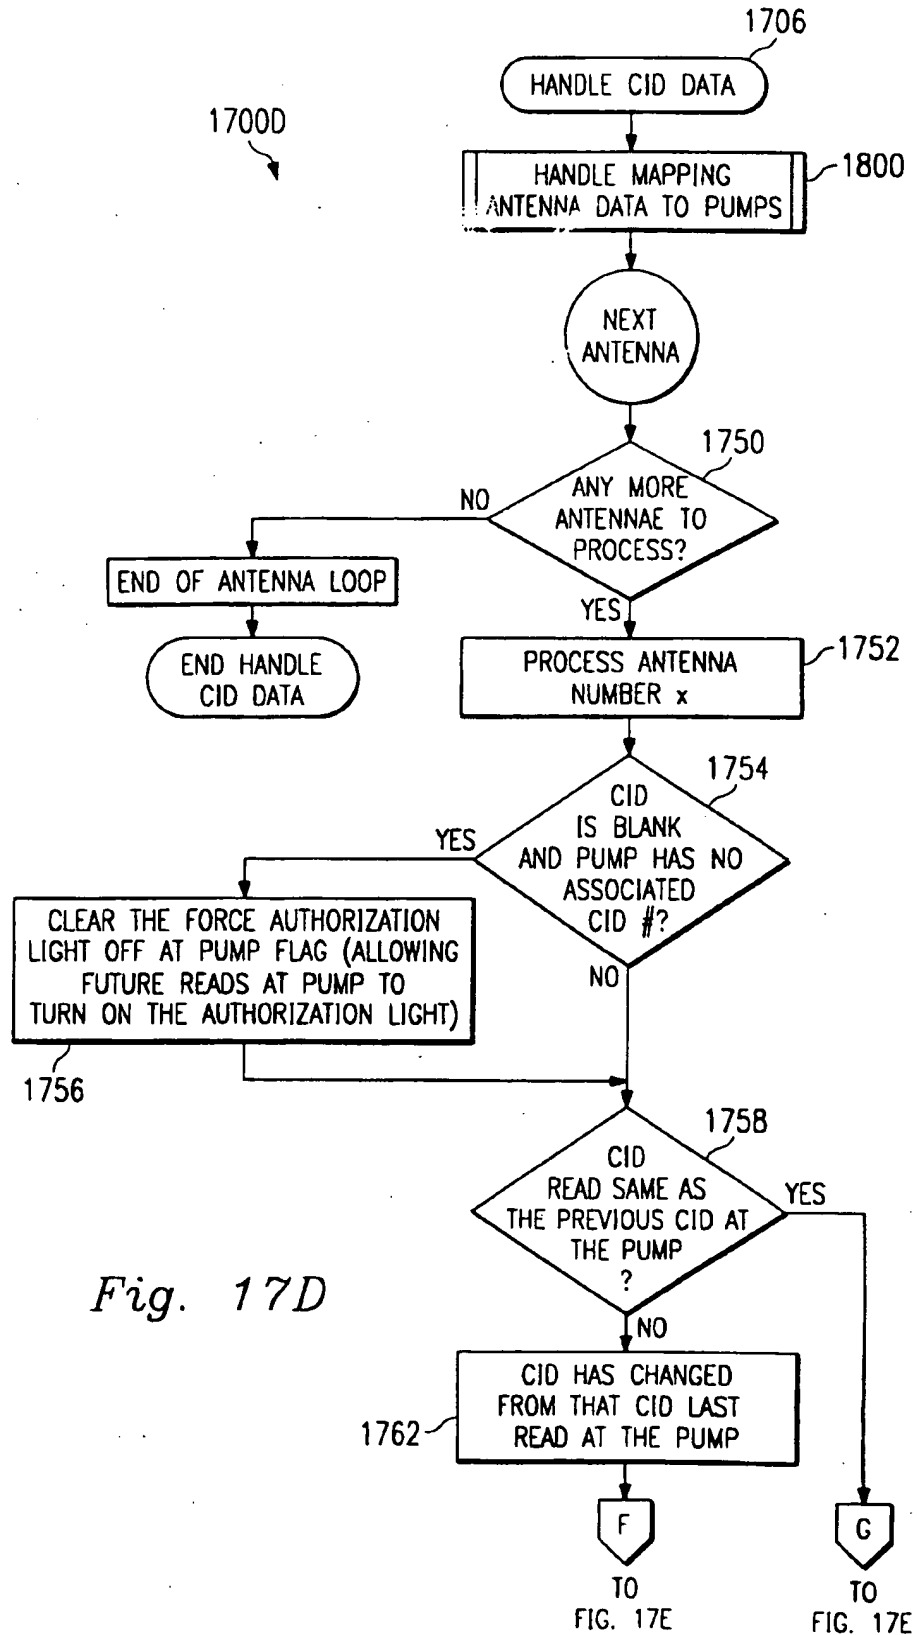 1706
HANDLE CID DATA
1700D
HANDLE MAPPING
ANTENNA DATA TO PUMPS
1800
NEXT
ANTENNA
1750
ANY MORE
ANTENNAE TO
PROCESS?
NO
END OF ANTENNA LOOP
END HANDLE
CID DATA
YES
PROCESS ANTENNA
NUMBER x
1752
1754
CID
IS BLANK
AND PUMP HAS NO
ASSOCIATED
CID #?
YES
CLEAR THE FORCE AUTHORIZATION
LIGHT OFF AT PUMP FLAG (ALLOWING
FUTURE READS AT PUMP TO
TURN ON THE AUTHORIZATION LIGHT)
1756
NO
1758
CID
READ SAME AS
THE PREVIOUS CID AT
THE PUMP
?
YES
Fig. 17D
NO
CID HAS CHANGED
FROM THAT CID LAST
READ AT THE PUMP
1762
F
TO
FIG. 17E
G
TO
FIG. 17E